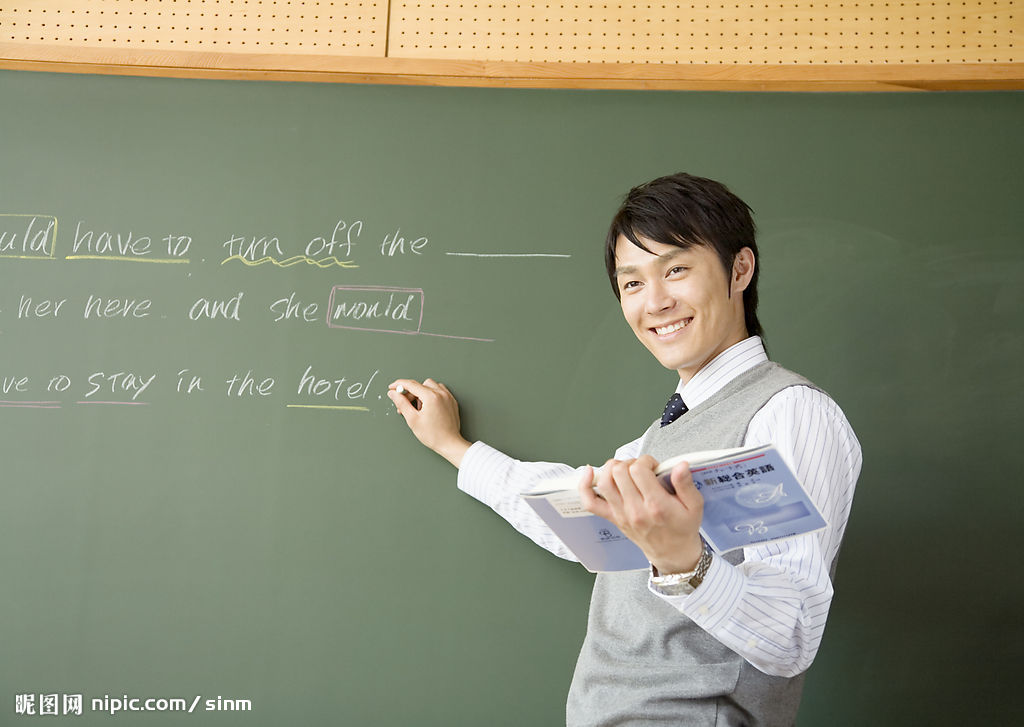 uld have to turn off the
her here. and she would
ve to stay in the hotel.
新総合英語
昵图网 nipic.com/sinm